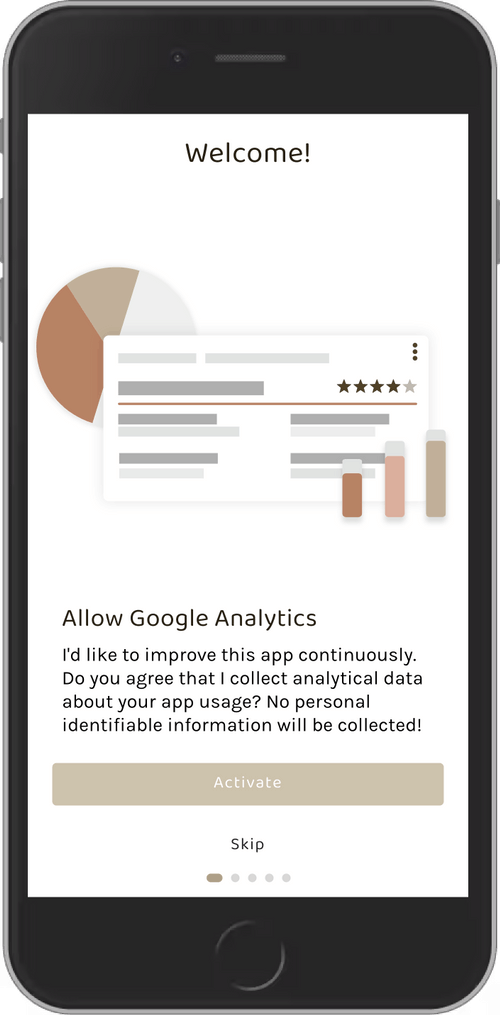 Welcome!
Allow Google Analytics
I'd like to improve this app continuously.
Do you agree that I collect analytical data
about your app usage? No personal
identifiable information will be collected!
Activate
Skip